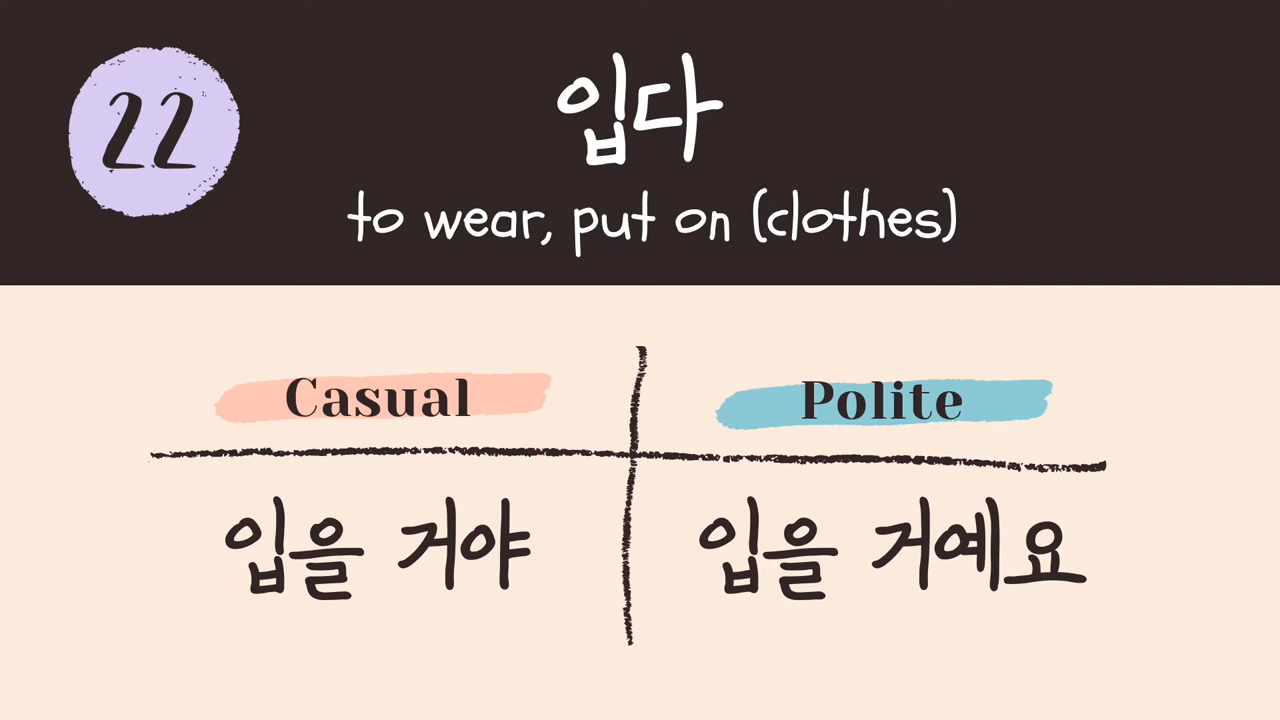 22
입다
to wear, put on (clothes)
Casual
Polite
입을 거야
입을 거예요